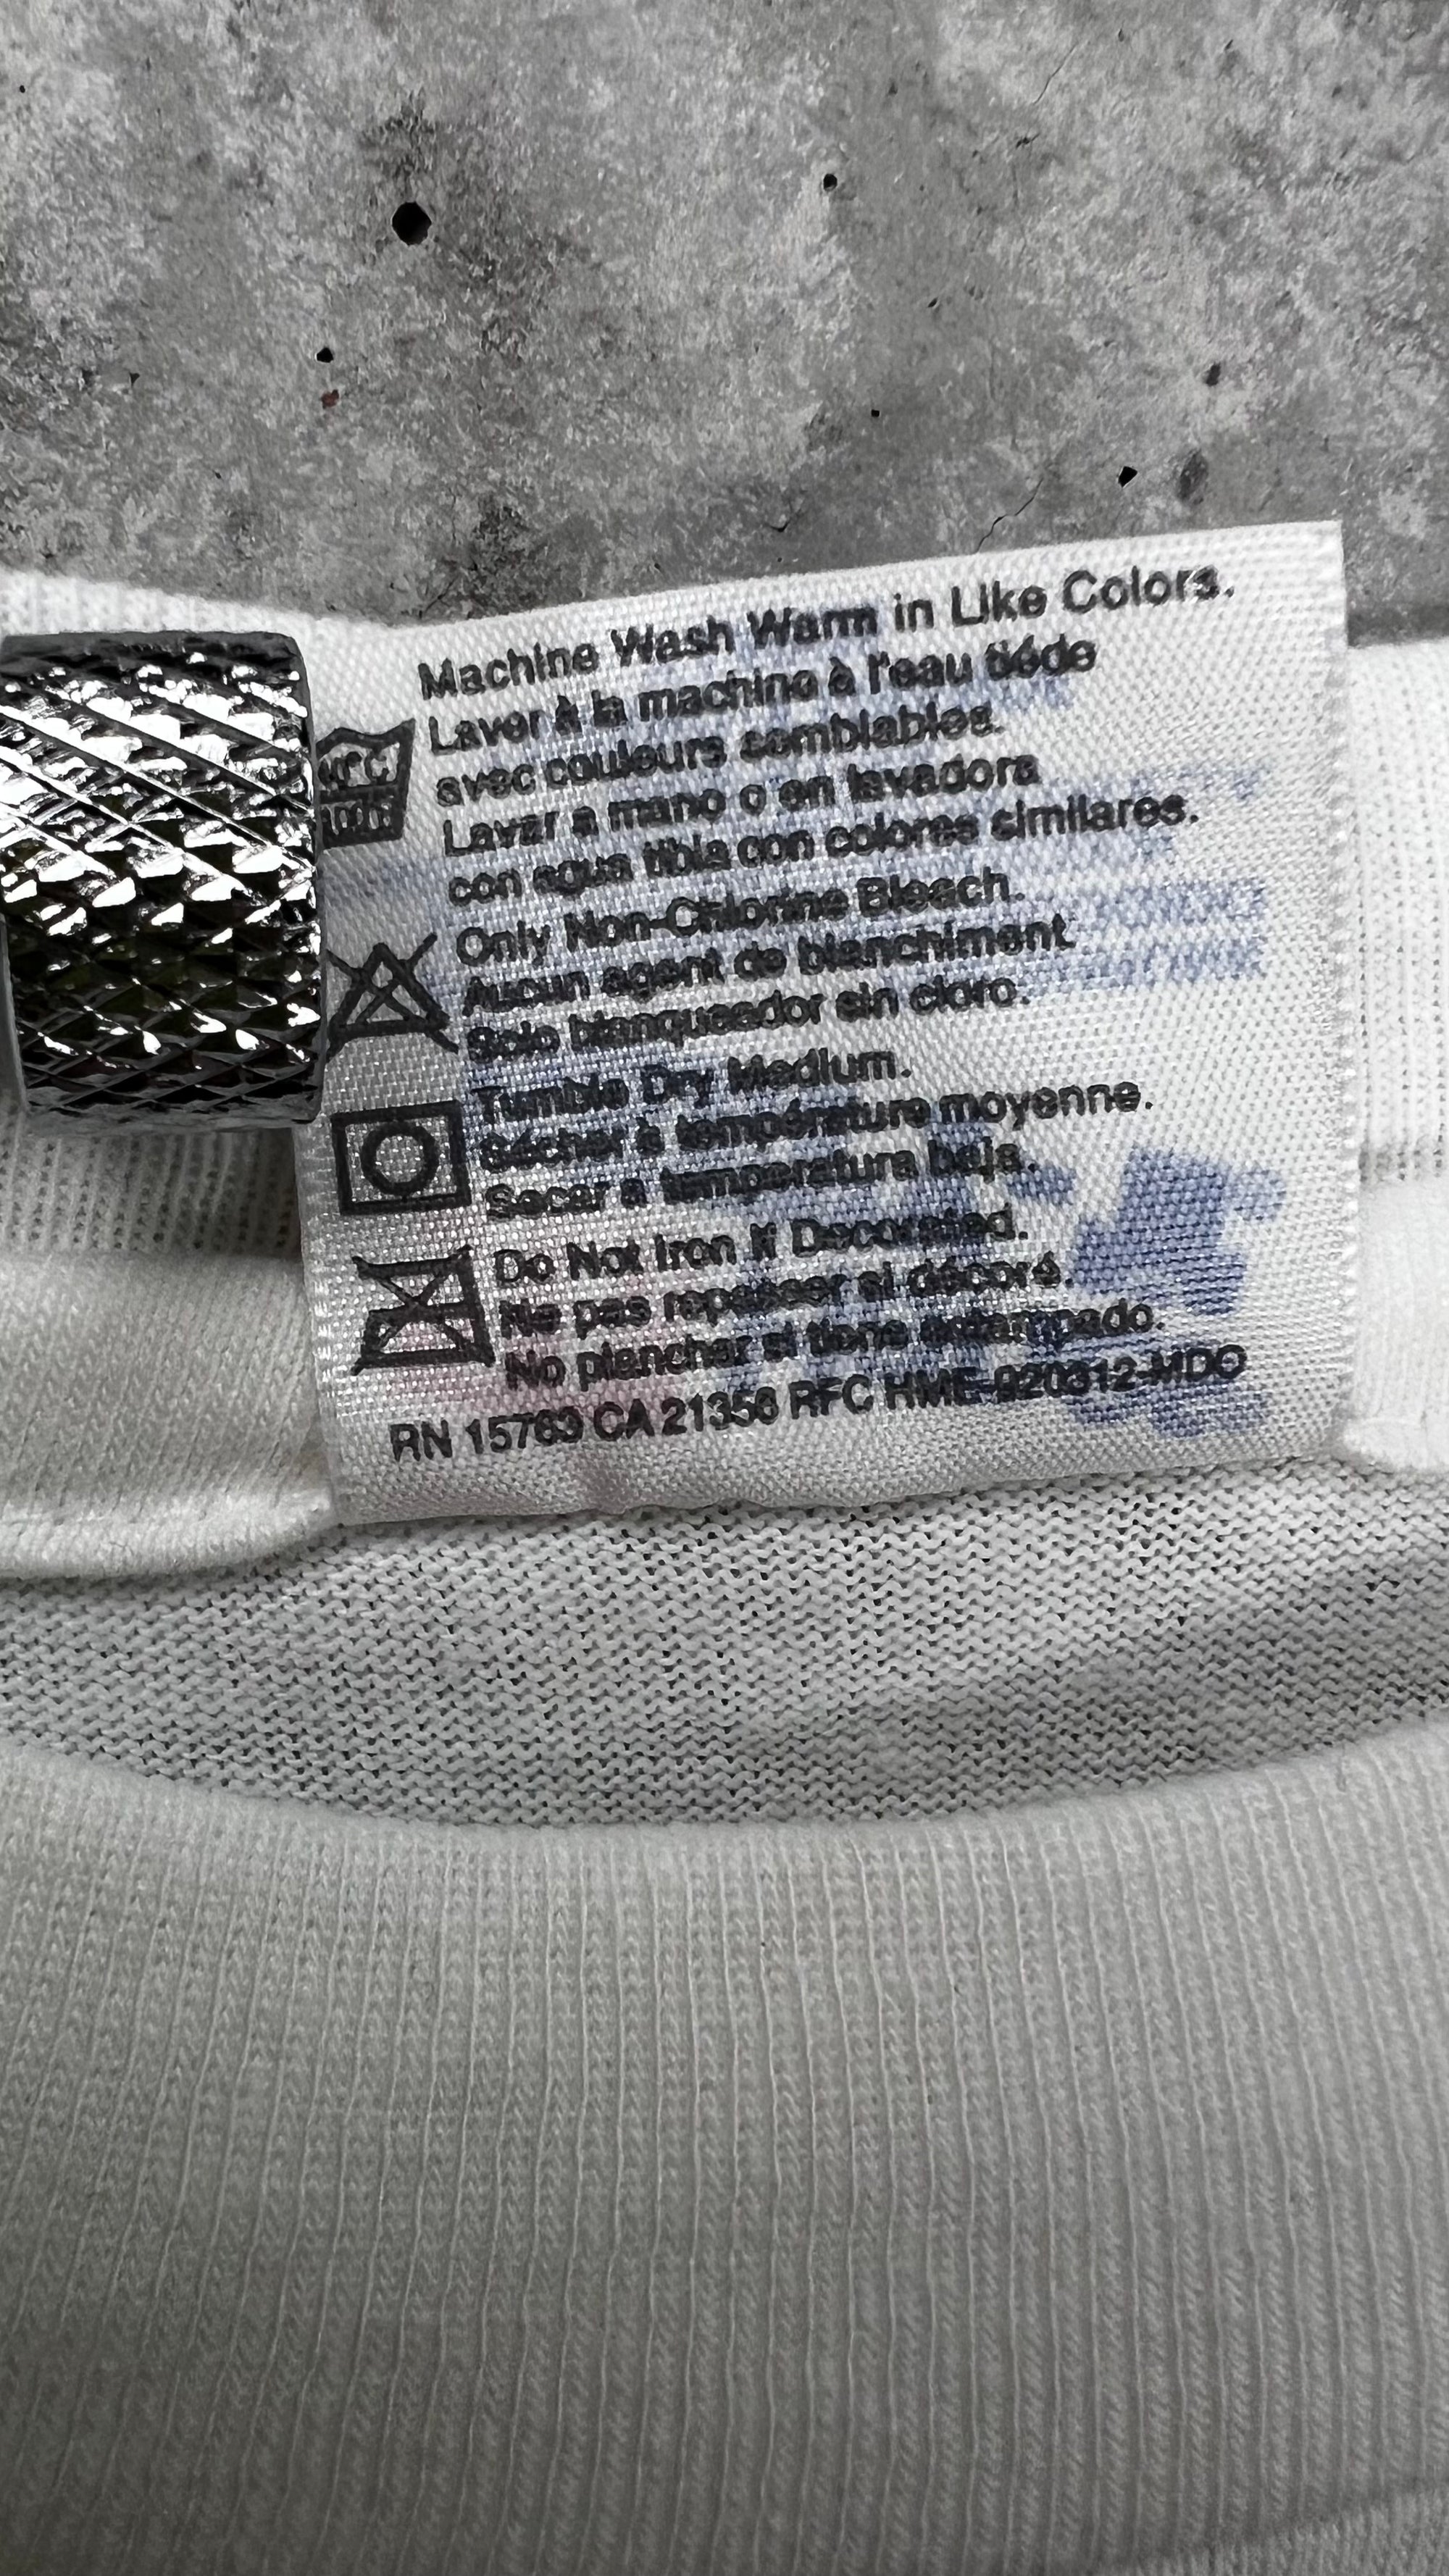 Machine Wash Warm in Like Colors.
Laver à la machine à l'eau tiéde
avec couleurs semblables.
Lavar a mano o en lavadora
con agua tibia con colores similares.
Only Non-Chlorine Bleach.
Aucun agent de blanchiment
Solo blanqueador sin cloro.
Tumble Dry Medium.
Sécher à température moyenne.
Secar a temperatura baja.
Do Not Iron If Decorated.
Ne pas repasser si décoré.
No planchar si tiene estampado.
RN 15763 CA 21356 RFC HME-920312-MDO